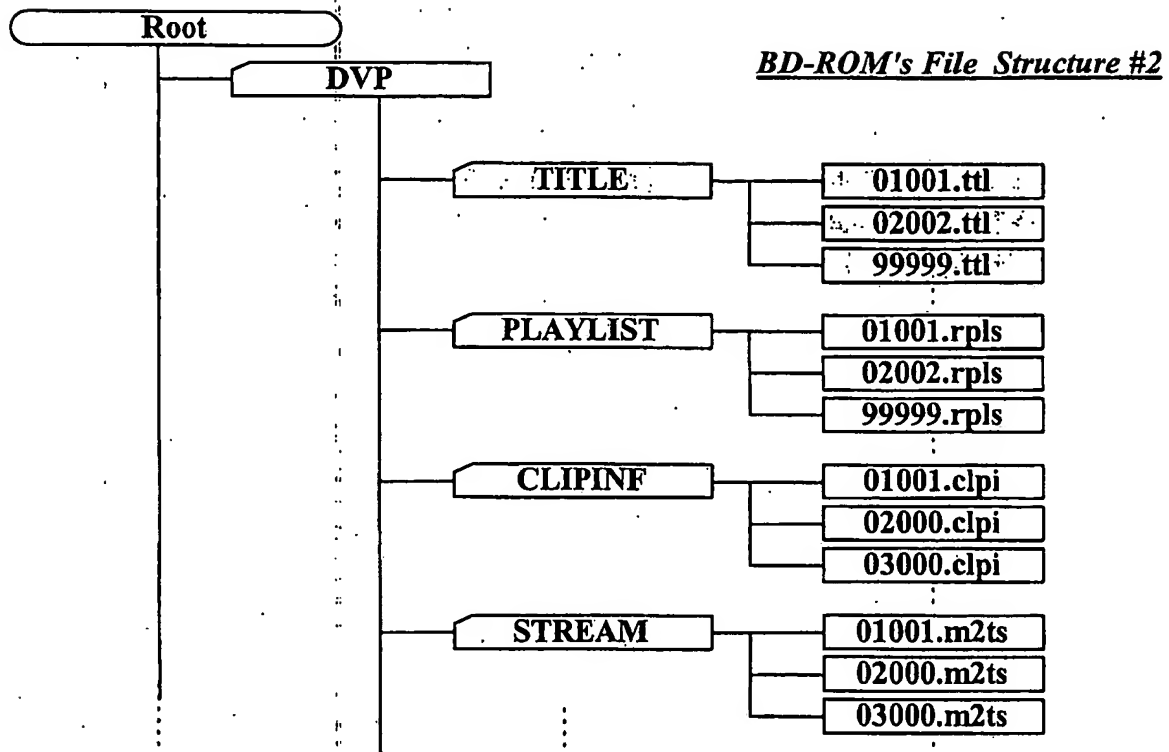 Root
BD-ROM's File Structure #2
DVP
TITLE
01001.ttl
02002.ttl
99999.ttl
PLAYLIST
01001.rpls
02002.rpls
99999.rpls
CLIPINF
01001.clpi
02000.clpi
03000.clpi
STREAM
01001.m2ts
02000.m2ts
03000.m2ts